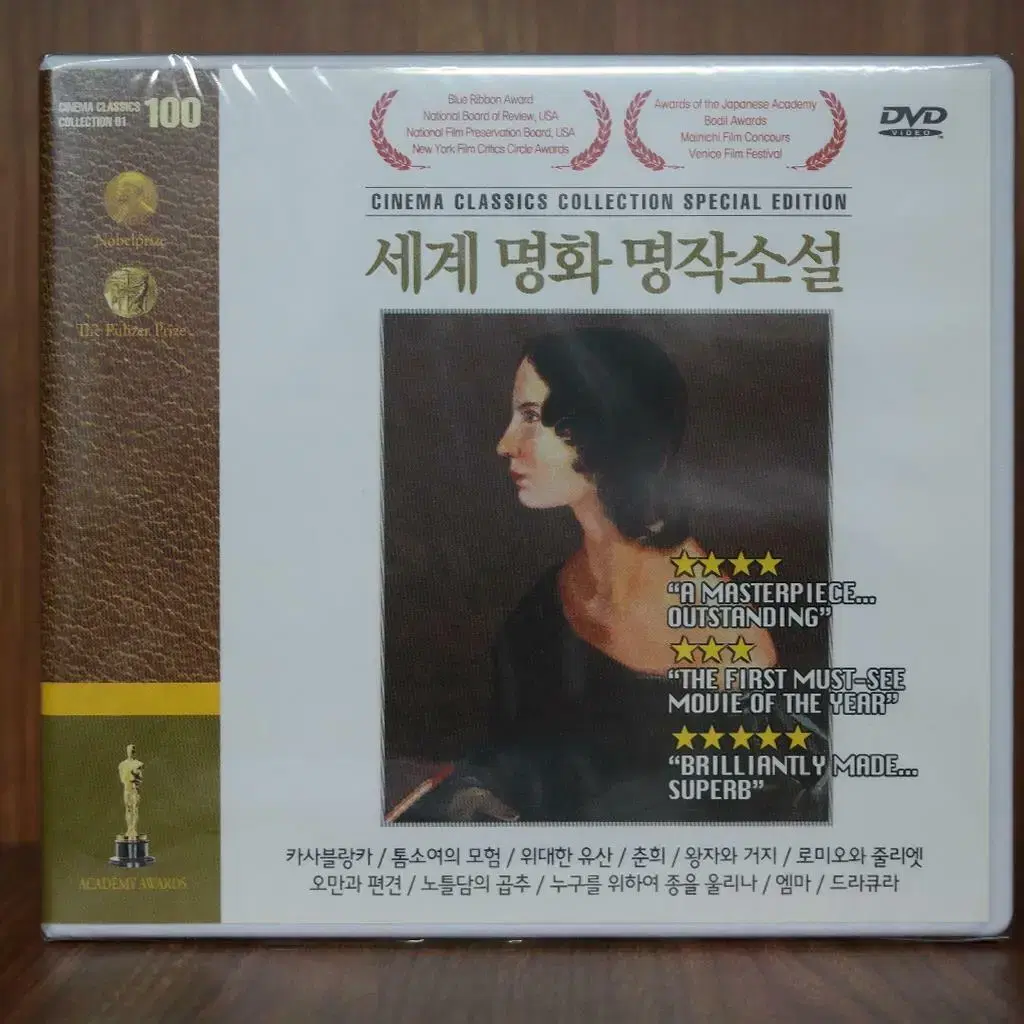 CINEMA CLASSICS
COLLECTION 01
100
Nobelprize
The Pulitzer Prize
ACADEMY AWARDS
Blue Ribbon Award
National Board of Review, USA
National Film Preservation Board, USA
New York Film Critics Circle Awards
Awards of the Japanese Academy
Bodil Awards
Mainichi Film Concours
Venice Film Festival
DVD
VIDEO
CINEMA CLASSICS COLLECTION SPECIAL EDITION
세계 명화 명작소설
“A MASTERPIECE...
OUTSTANDING”
“THE FIRST MUST-SEE
MOVIE OF THE YEAR”
“BRILLIANTLY MADE...
SUPERB”
카사블랑카 / 톰소여의 모험 / 위대한 유산 / 춘희 / 왕자와 거지 / 로미오와 줄리엣
오만과 편견 / 노틀담의 곱추 / 누구를 위하여 종을 울리나 / 엠마 / 드라큐라